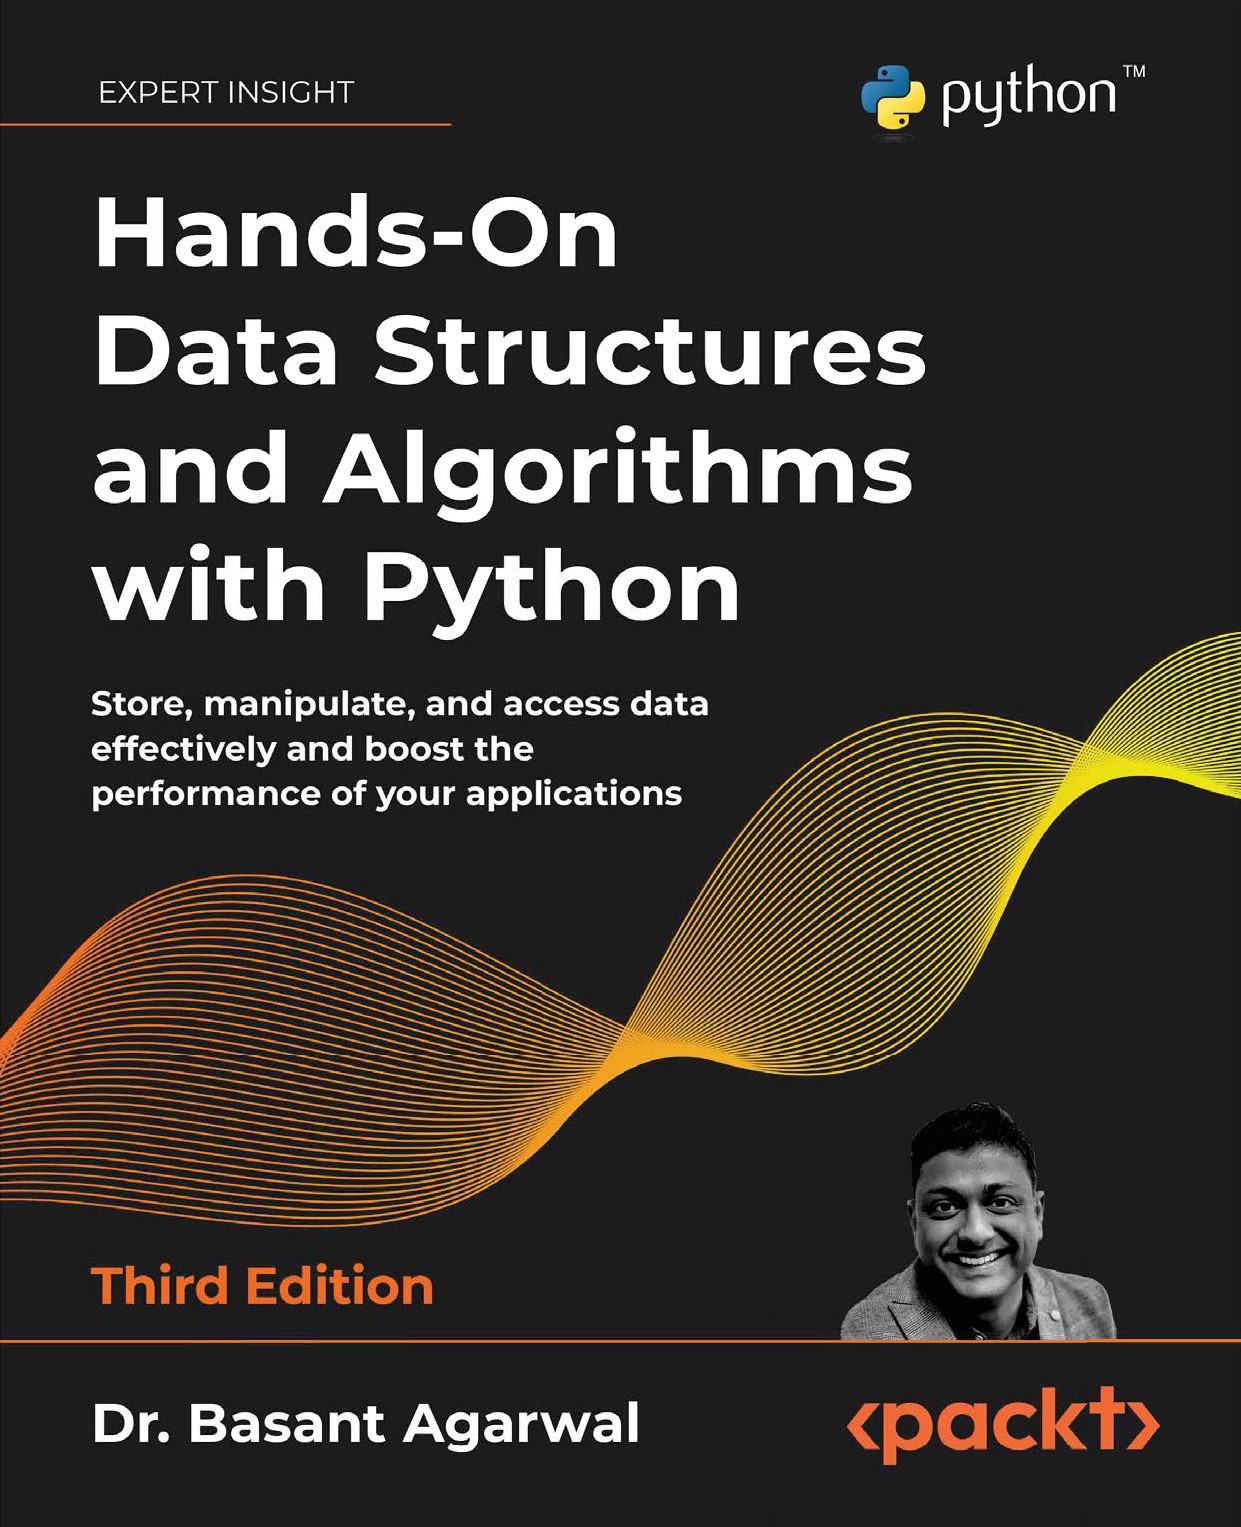 EXPERT INSIGHT
python™
Hands-On
Data Structures
and Algorithms
with Python
Store, manipulate, and access data
effectively and boost the
performance of your applications
Third Edition
Dr. Basant Agarwal
<packt>